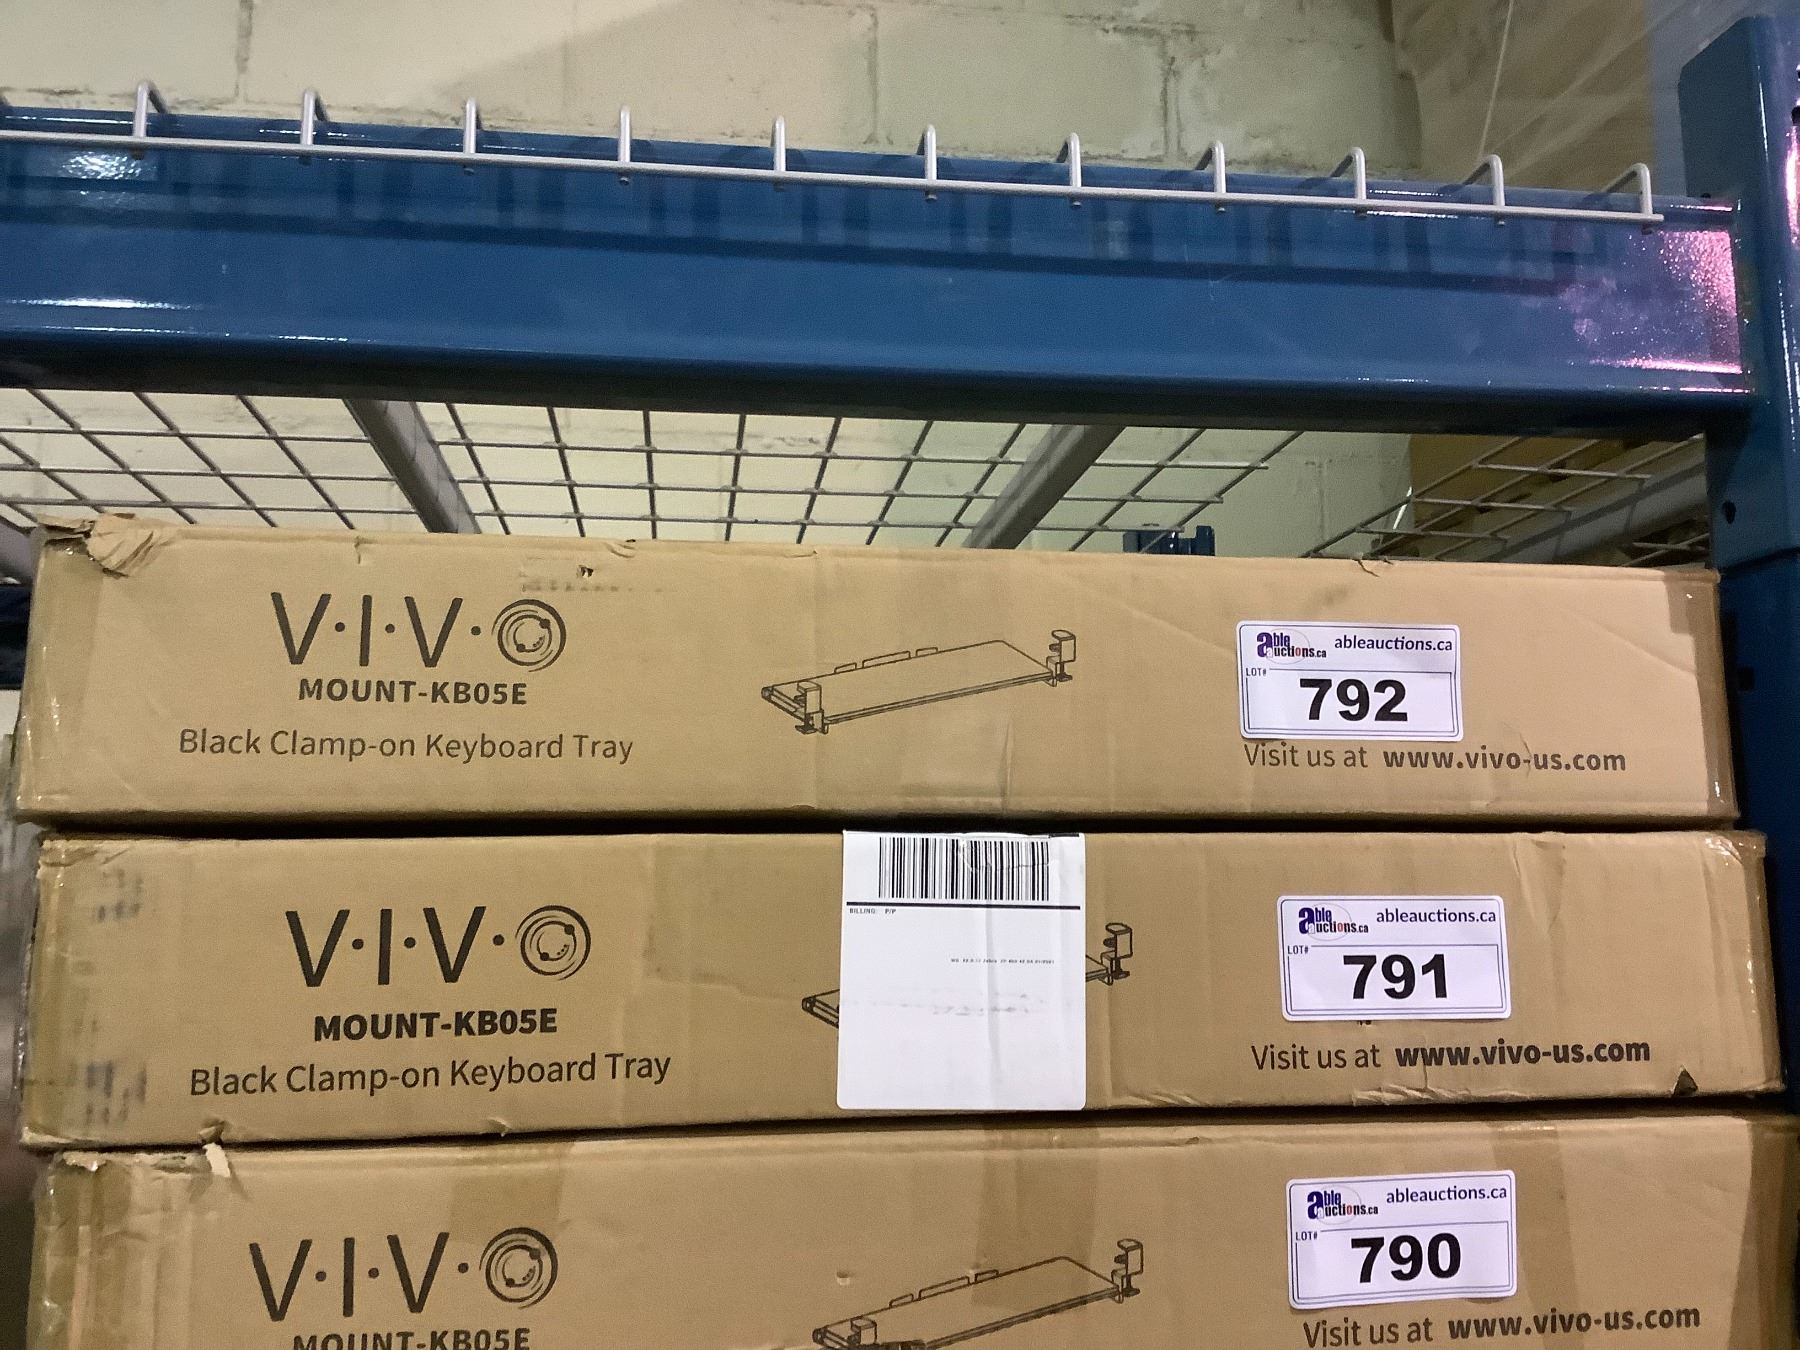 V·I·V·O
MOUNT-KB05E
Black Clamp-on Keyboard Tray
able auctions.ca ableauctions.ca
LOT#
792
Visit us at www.vivo-us.com
BILLING: P/P
V·I·V·O
MOUNT-KB05E
Black Clamp-on Keyboard Tray
able auctions.ca ableauctions.ca
LOT#
791
Visit us at www.vivo-us.com
V·I·V·O
MOUNT-KB05E
able auctions.ca ableauctions.ca
LOT#
790
Visit us at www.vivo-us.com